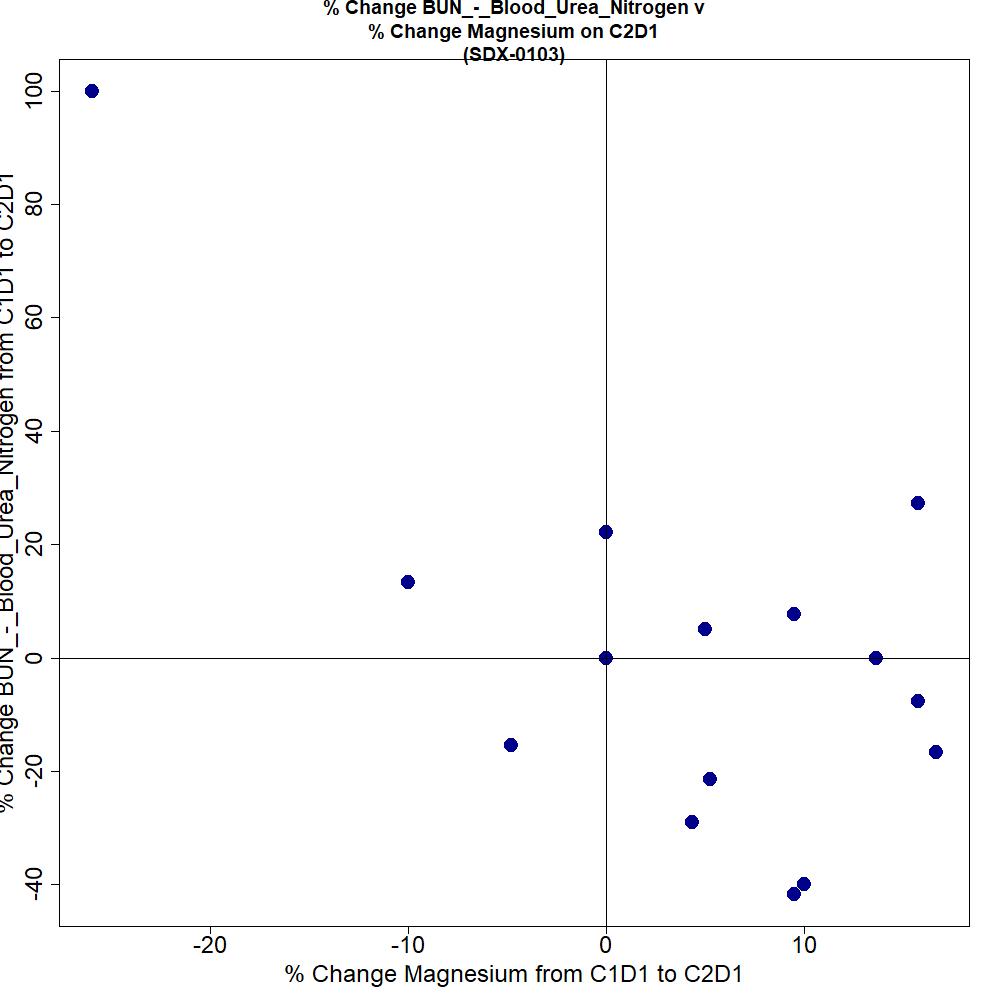 % Change BUN_-_Blood_Urea_Nitrogen v
% Change Magnesium on C2D1
(SDX-0103)
% Change BUN_-_Blood_Urea_Nitrogen from C1D1 to C2D1
100
80
60
40
20
0
-20
-40
-20
-10
0
10
% Change Magnesium from C1D1 to C2D1